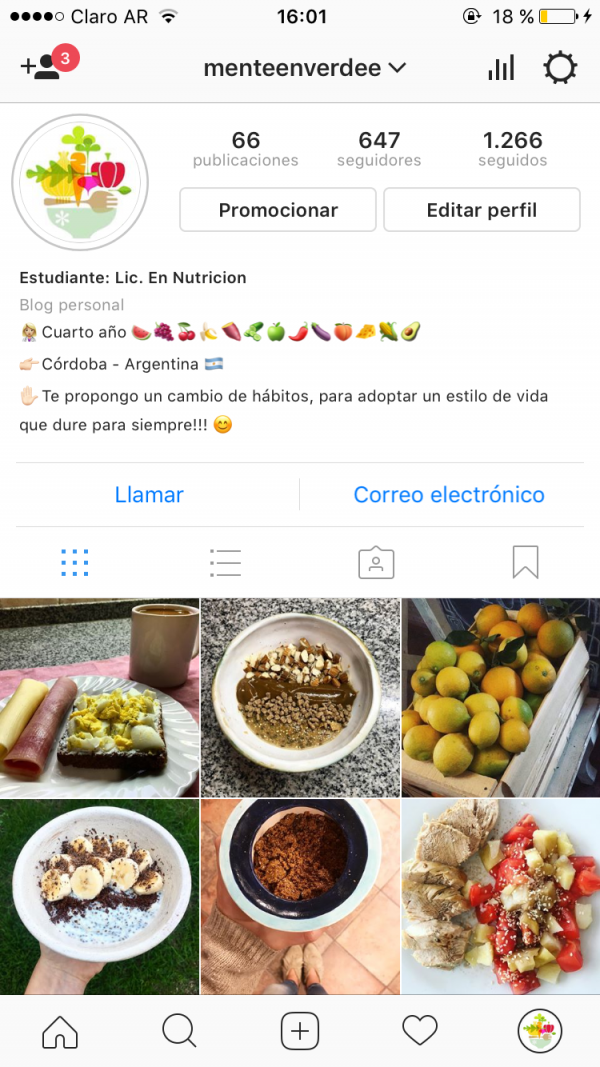 Claro AR 16:01 18 %
3 menteenverdee
66 647 1.266
publicaciones seguidores seguidos
Promocionar Editar perfil
Estudiante: Lic. En Nutricion
Blog personal
👩🏼‍⚕️Cuarto año 🍉🍇🍒🍌🍠🥒🍏🌶🍆🍑🧀🌽🥑
👉🏻Córdoba - Argentina 🇦🇷
✋🏻Te propongo un cambio de hábitos, para adoptar un estilo de vida
que dure para siempre!!! 😊
Llamar Correo electrónico